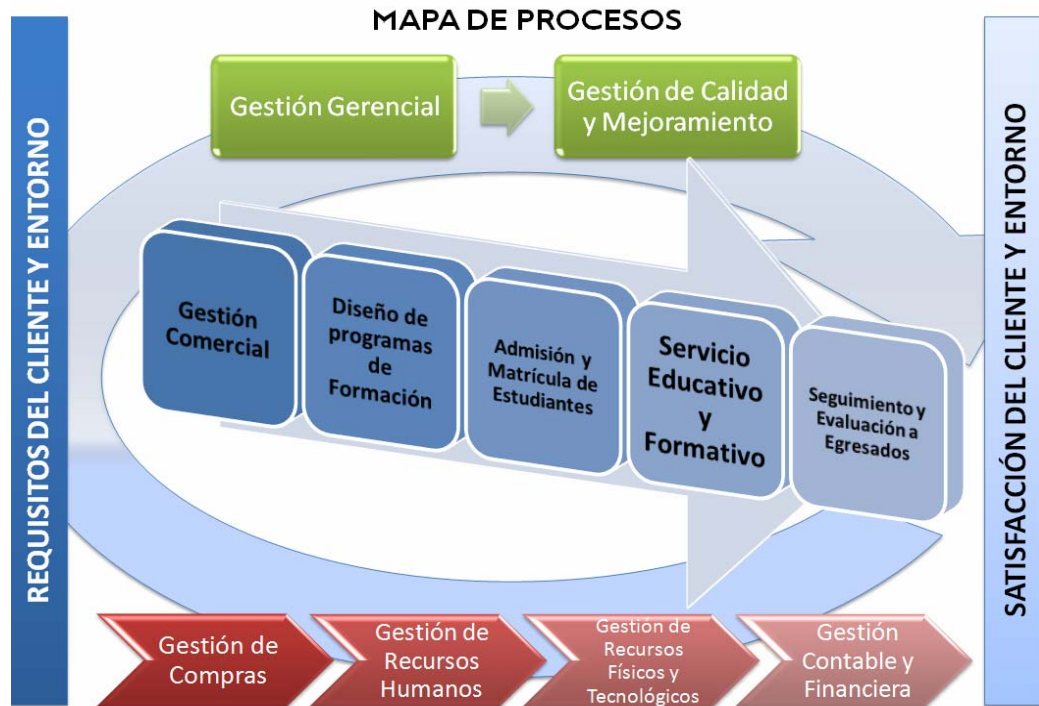 MAPA DE PROCESOS
REQUISITOS DEL CLIENTE Y ENTORNO
Gestión Gerencial
Gestión de Calidad
y Mejoramiento
Gestión
Comercial
Diseño de
programas
de
Formación
Admisión y
Matrícula de
Estudiantes
Servicio
Educativo
y
Formativo
Seguimiento y
Evaluación a
Egresados
Gestión de
Compras
Gestión de
Recursos
Humanos
Gestión de
Recursos
Físicos y
Tecnológicos
Gestión
Contable y
Financiera
SATISFACCIÓN DEL CLIENTE Y ENTORNO